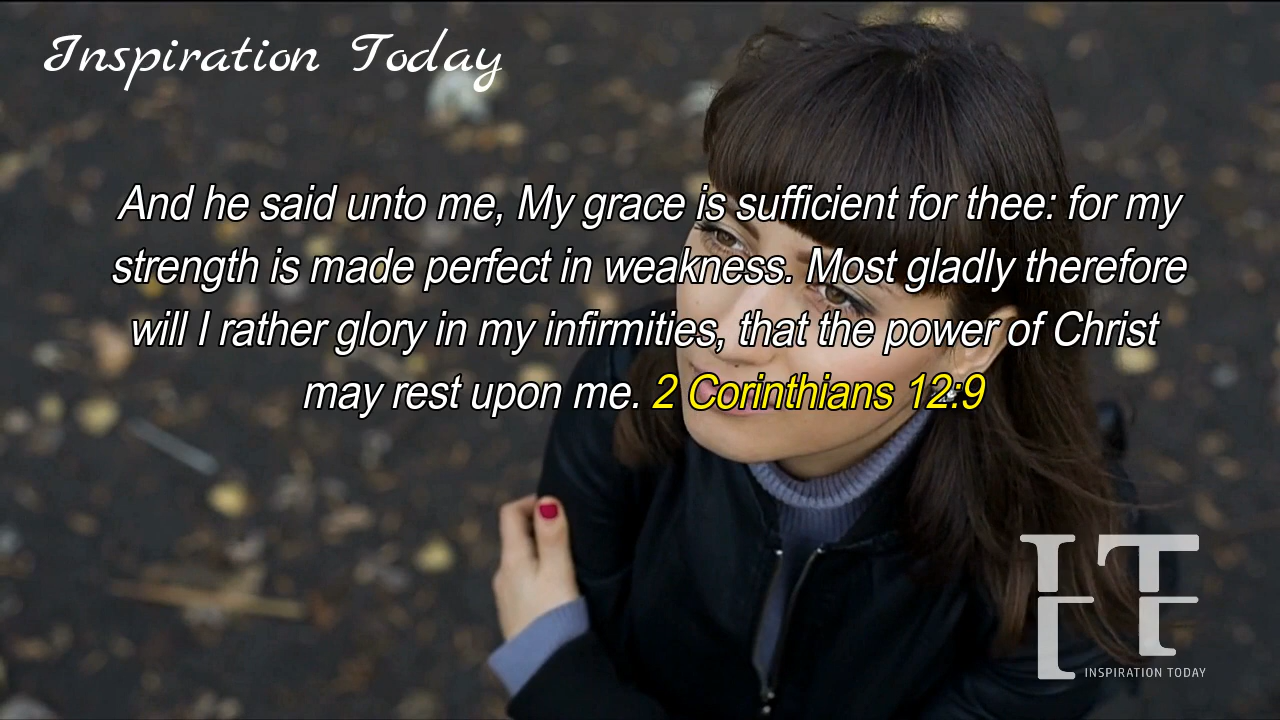 Inspiration Today
And he said unto me, My grace is sufficient for thee: for my
strength is made perfect in weakness. Most gladly therefore
will I rather glory in my infirmities, that the power of Christ
may rest upon me. 2 Corinthians 12:9
IT
INSPIRATION TODAY